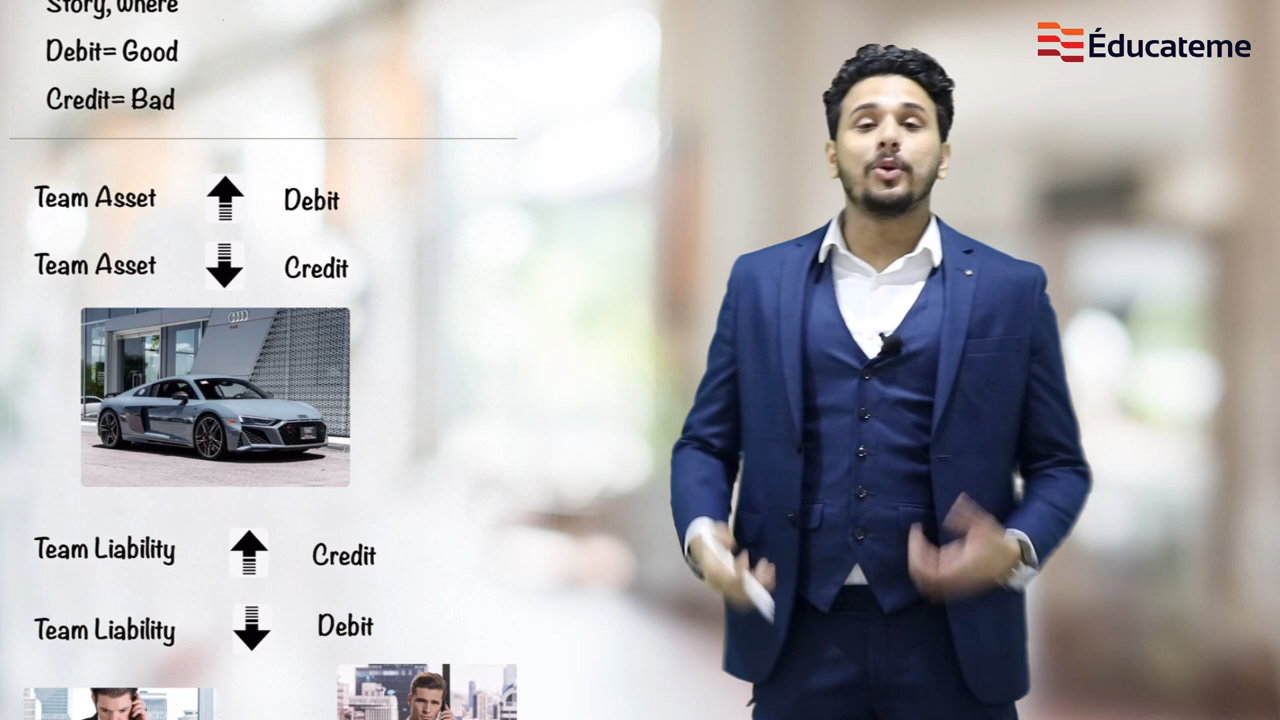 Story, where
Debit= Good
Credit= Bad
Éducateme
Team Asset Debit
Team Asset Credit
Team Liability Credit
Team Liability Debit